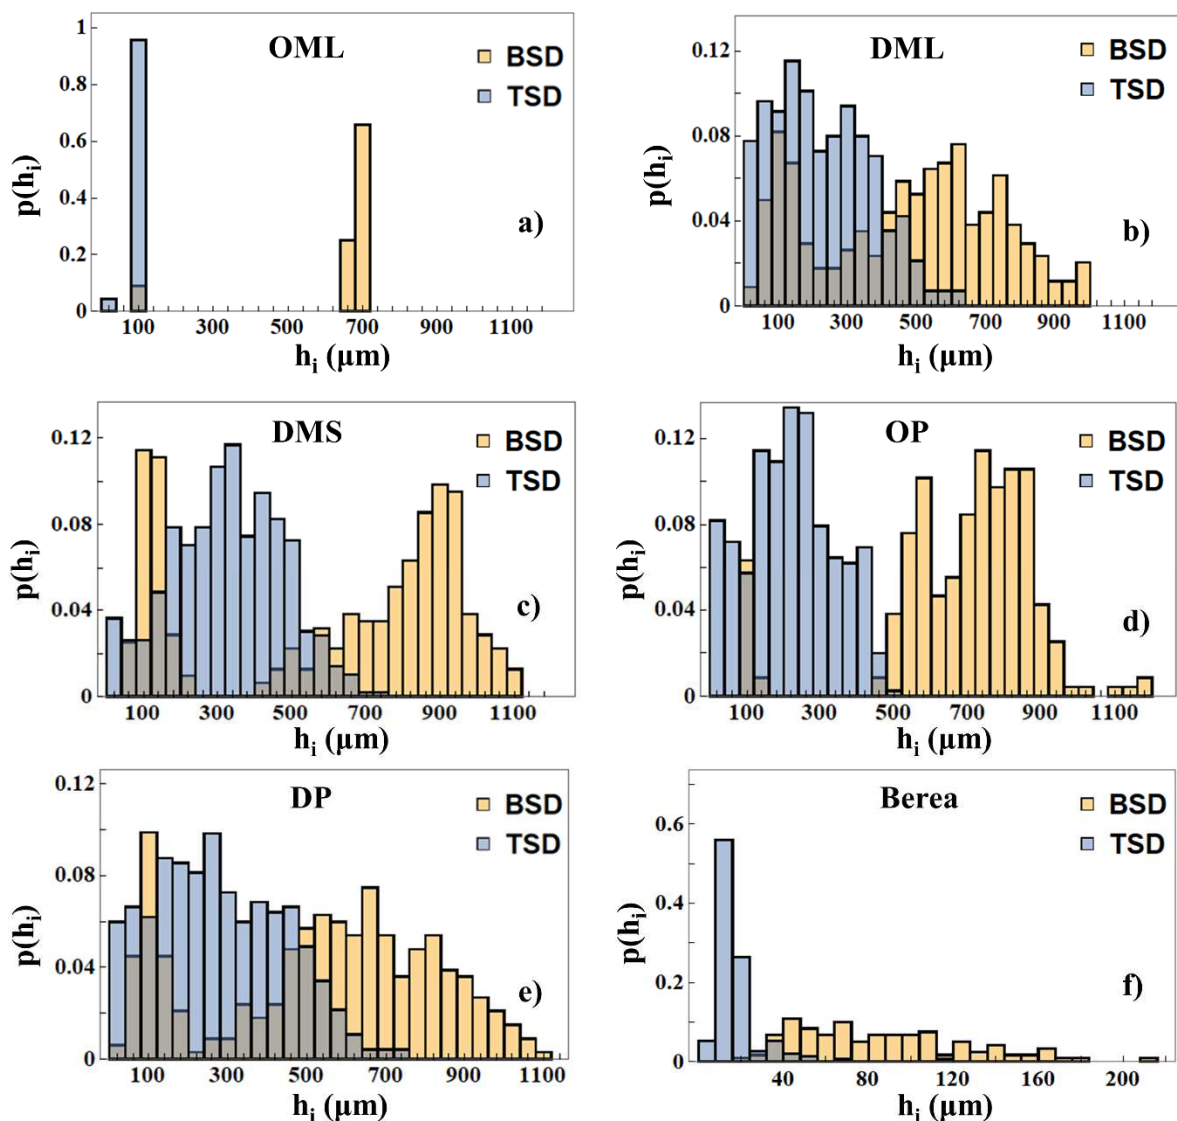 OML
BSD
TSD
a)
p(hᵢ)
1
0.8
0.6
0.4
0.2
0
100 300 500 700 900 1100
hᵢ (μm)
DML
BSD
TSD
b)
p(hᵢ)
0.12
0.08
0.04
0
100 300 500 700 900 1100
hᵢ (μm)
DMS
BSD
TSD
c)
p(hᵢ)
0.12
0.08
0.04
0
100 300 500 700 900 1100
hᵢ (μm)
OP
BSD
TSD
d)
p(hᵢ)
0.12
0.08
0.04
0
100 300 500 700 900 1100
hᵢ (μm)
DP
BSD
TSD
e)
p(hᵢ)
0.12
0.08
0.04
0
100 300 500 700 900 1100
hᵢ (μm)
Berea
BSD
TSD
f)
p(hᵢ)
0.6
0.4
0.2
0
40 80 120 160 200
hᵢ (μm)